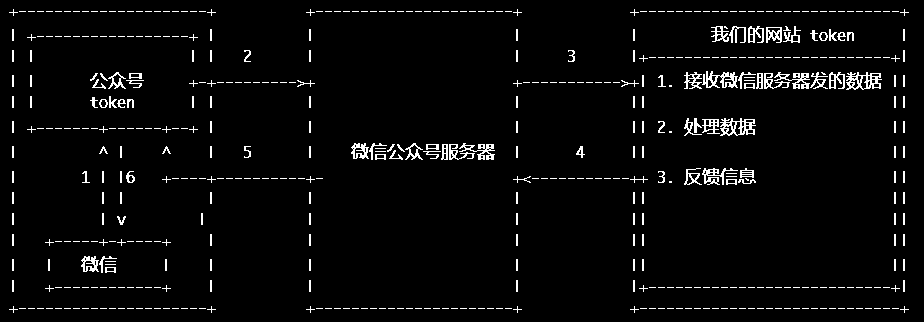 我们的网站 token
2
3
公众号
token
1. 接收微信服务器发的数据
2. 处理数据
5
微信公众号服务器
4
1
6
3. 反馈信息
微信